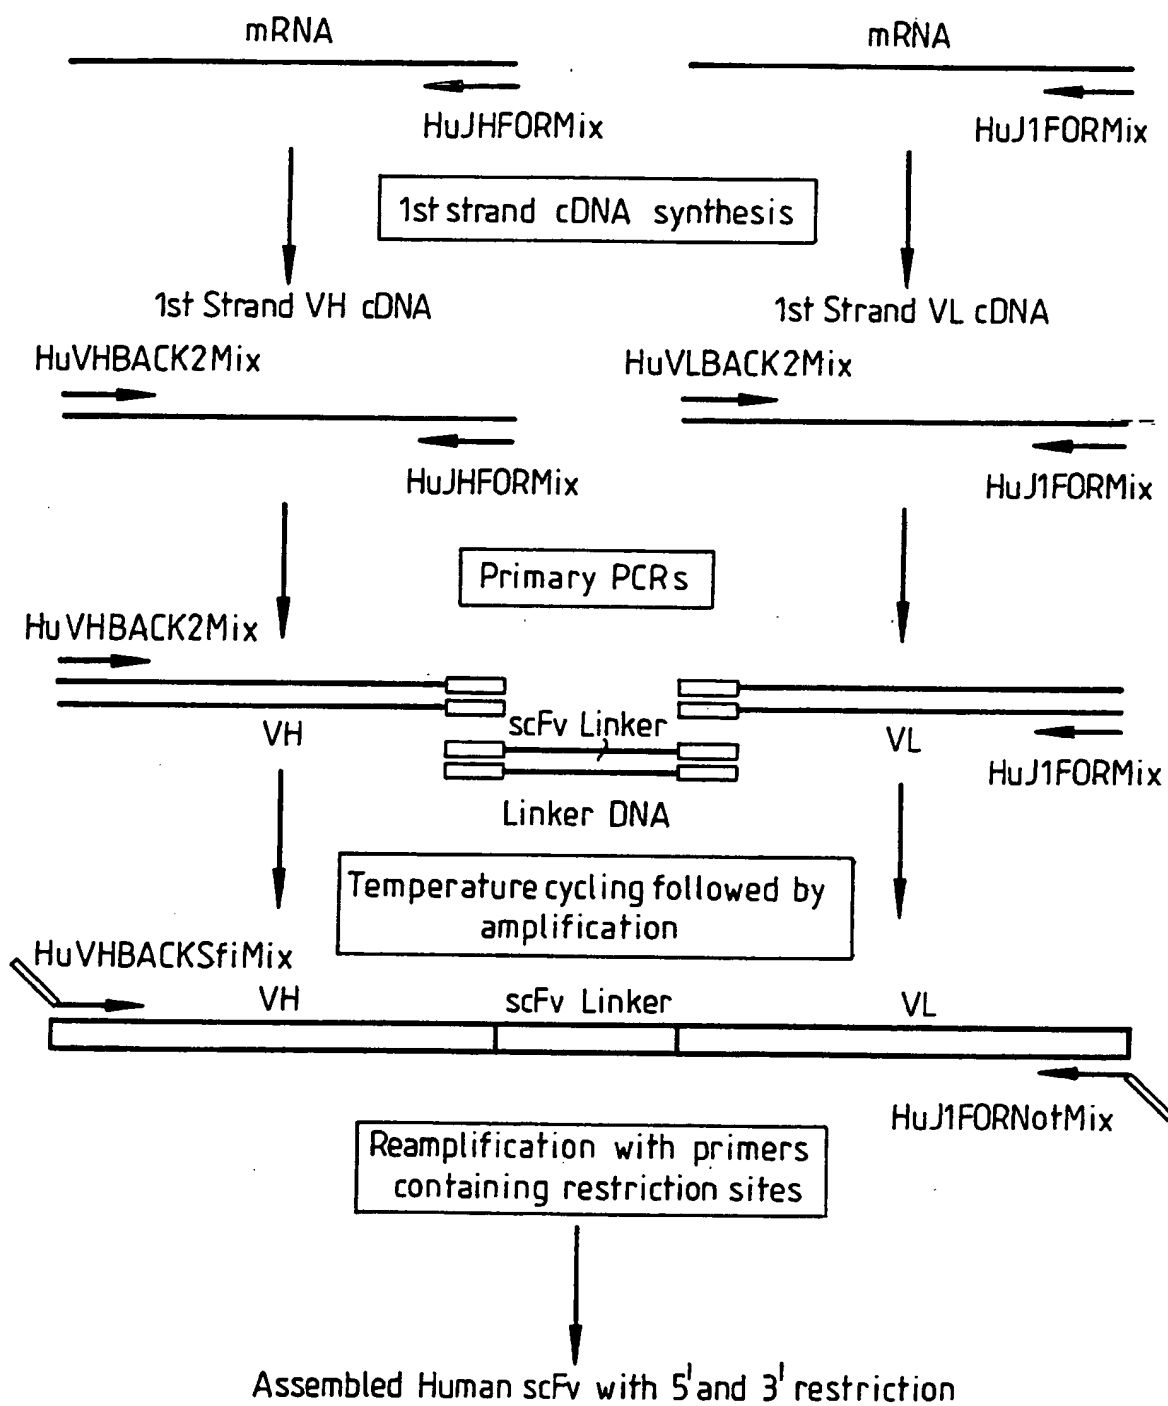 mRNA
mRNA
HuJHFORMix
HuJ1FORMix
1st strand cDNA synthesis
1st Strand VH cDNA
1st Strand VL cDNA
HuVHBACK2Mix
HuVLBACK2Mix
HuJHFORMix
HuJ1FORMix
Primary PCRs
HuVHBACK2Mix
VH
scFv Linker
VL
HuJ1FORMix
Linker DNA
Temperature cycling followed by
amplification
HuVHBACKSfiMix
VH
scFv Linker
VL
HuJ1FORNotMix
Reamplification with primers
containing restriction sites
Assembled Human scFv with 5' and 3' restriction